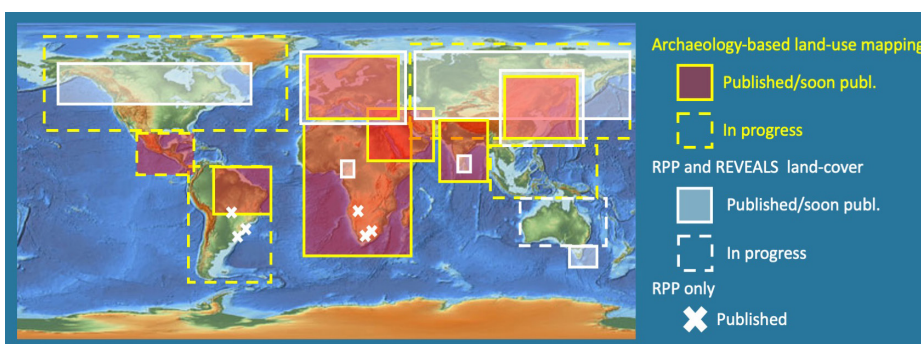 Archaeology-based land-use mapping
Published/soon publ.
In progress
RPP and REVEALS land-cover
Published/soon publ.
In progress
RPP only
Published